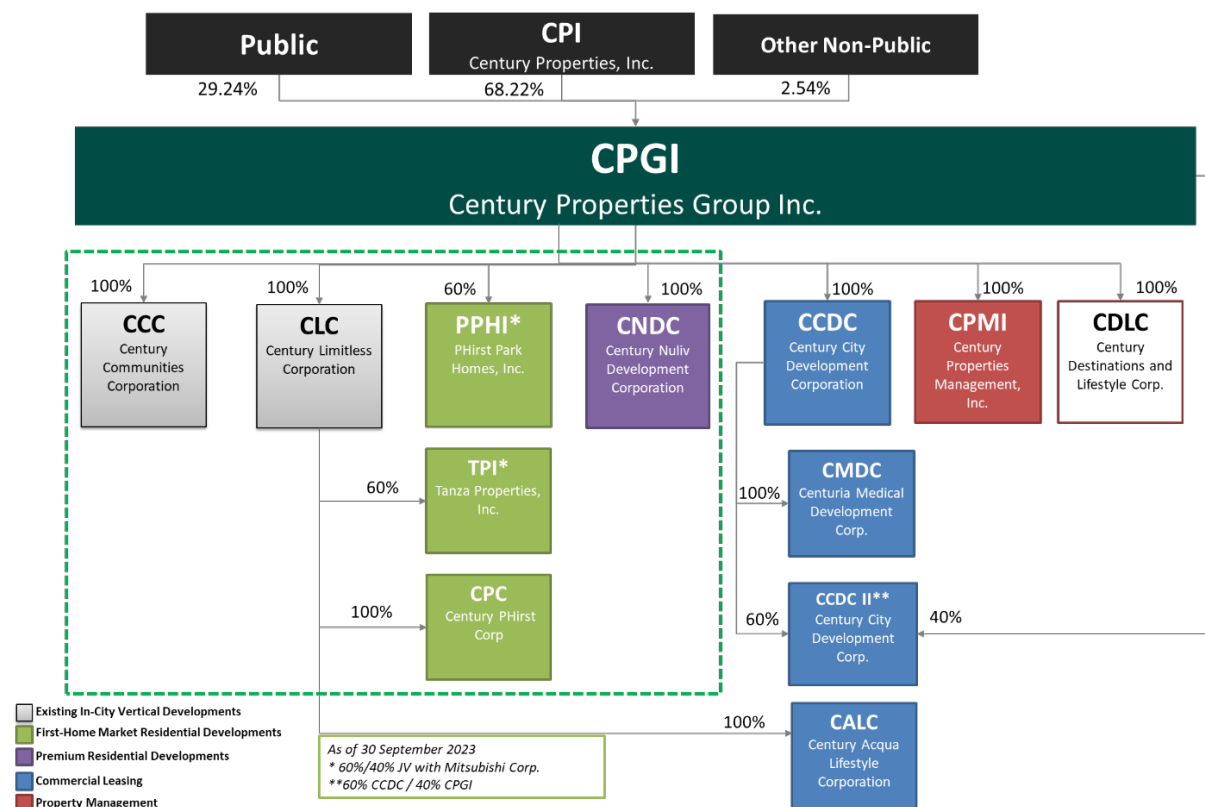 Public
CPI
Century Properties, Inc.
Other Non-Public
29.24%
68.22%
2.54%
CPGI
Century Properties Group Inc.
100%
100%
60%
100%
100%
100%
100%
CCC
Century
Communities
Corporation
CLC
Century Limitless
Corporation
PPHI*
PHirst Park
Homes, Inc.
CNDC
Century Nuliv
Development
Corporation
CCDC
Century City
Development
Corporation
CPMI
Century
Properties
Management,
Inc.
CDLC
Century
Destinations and
Lifestyle Corp.
60%
TPI*
Tanza Properties,
Inc.
100%
CMDC
Centuria Medical
Development
Corp.
100%
CPC
Century PHirst
Corp
60%
CCDC II**
Century City
Development
Corp.
40%
100%
CALC
Century Acqua
Lifestyle
Corporation
Existing In-City Vertical Developments
First-Home Market Residential Developments
Premium Residential Developments
Commercial Leasing
Property Management
As of 30 September 2023
* 60%/40% JV with Mitsubishi Corp.
**60% CCDC / 40% CPGI